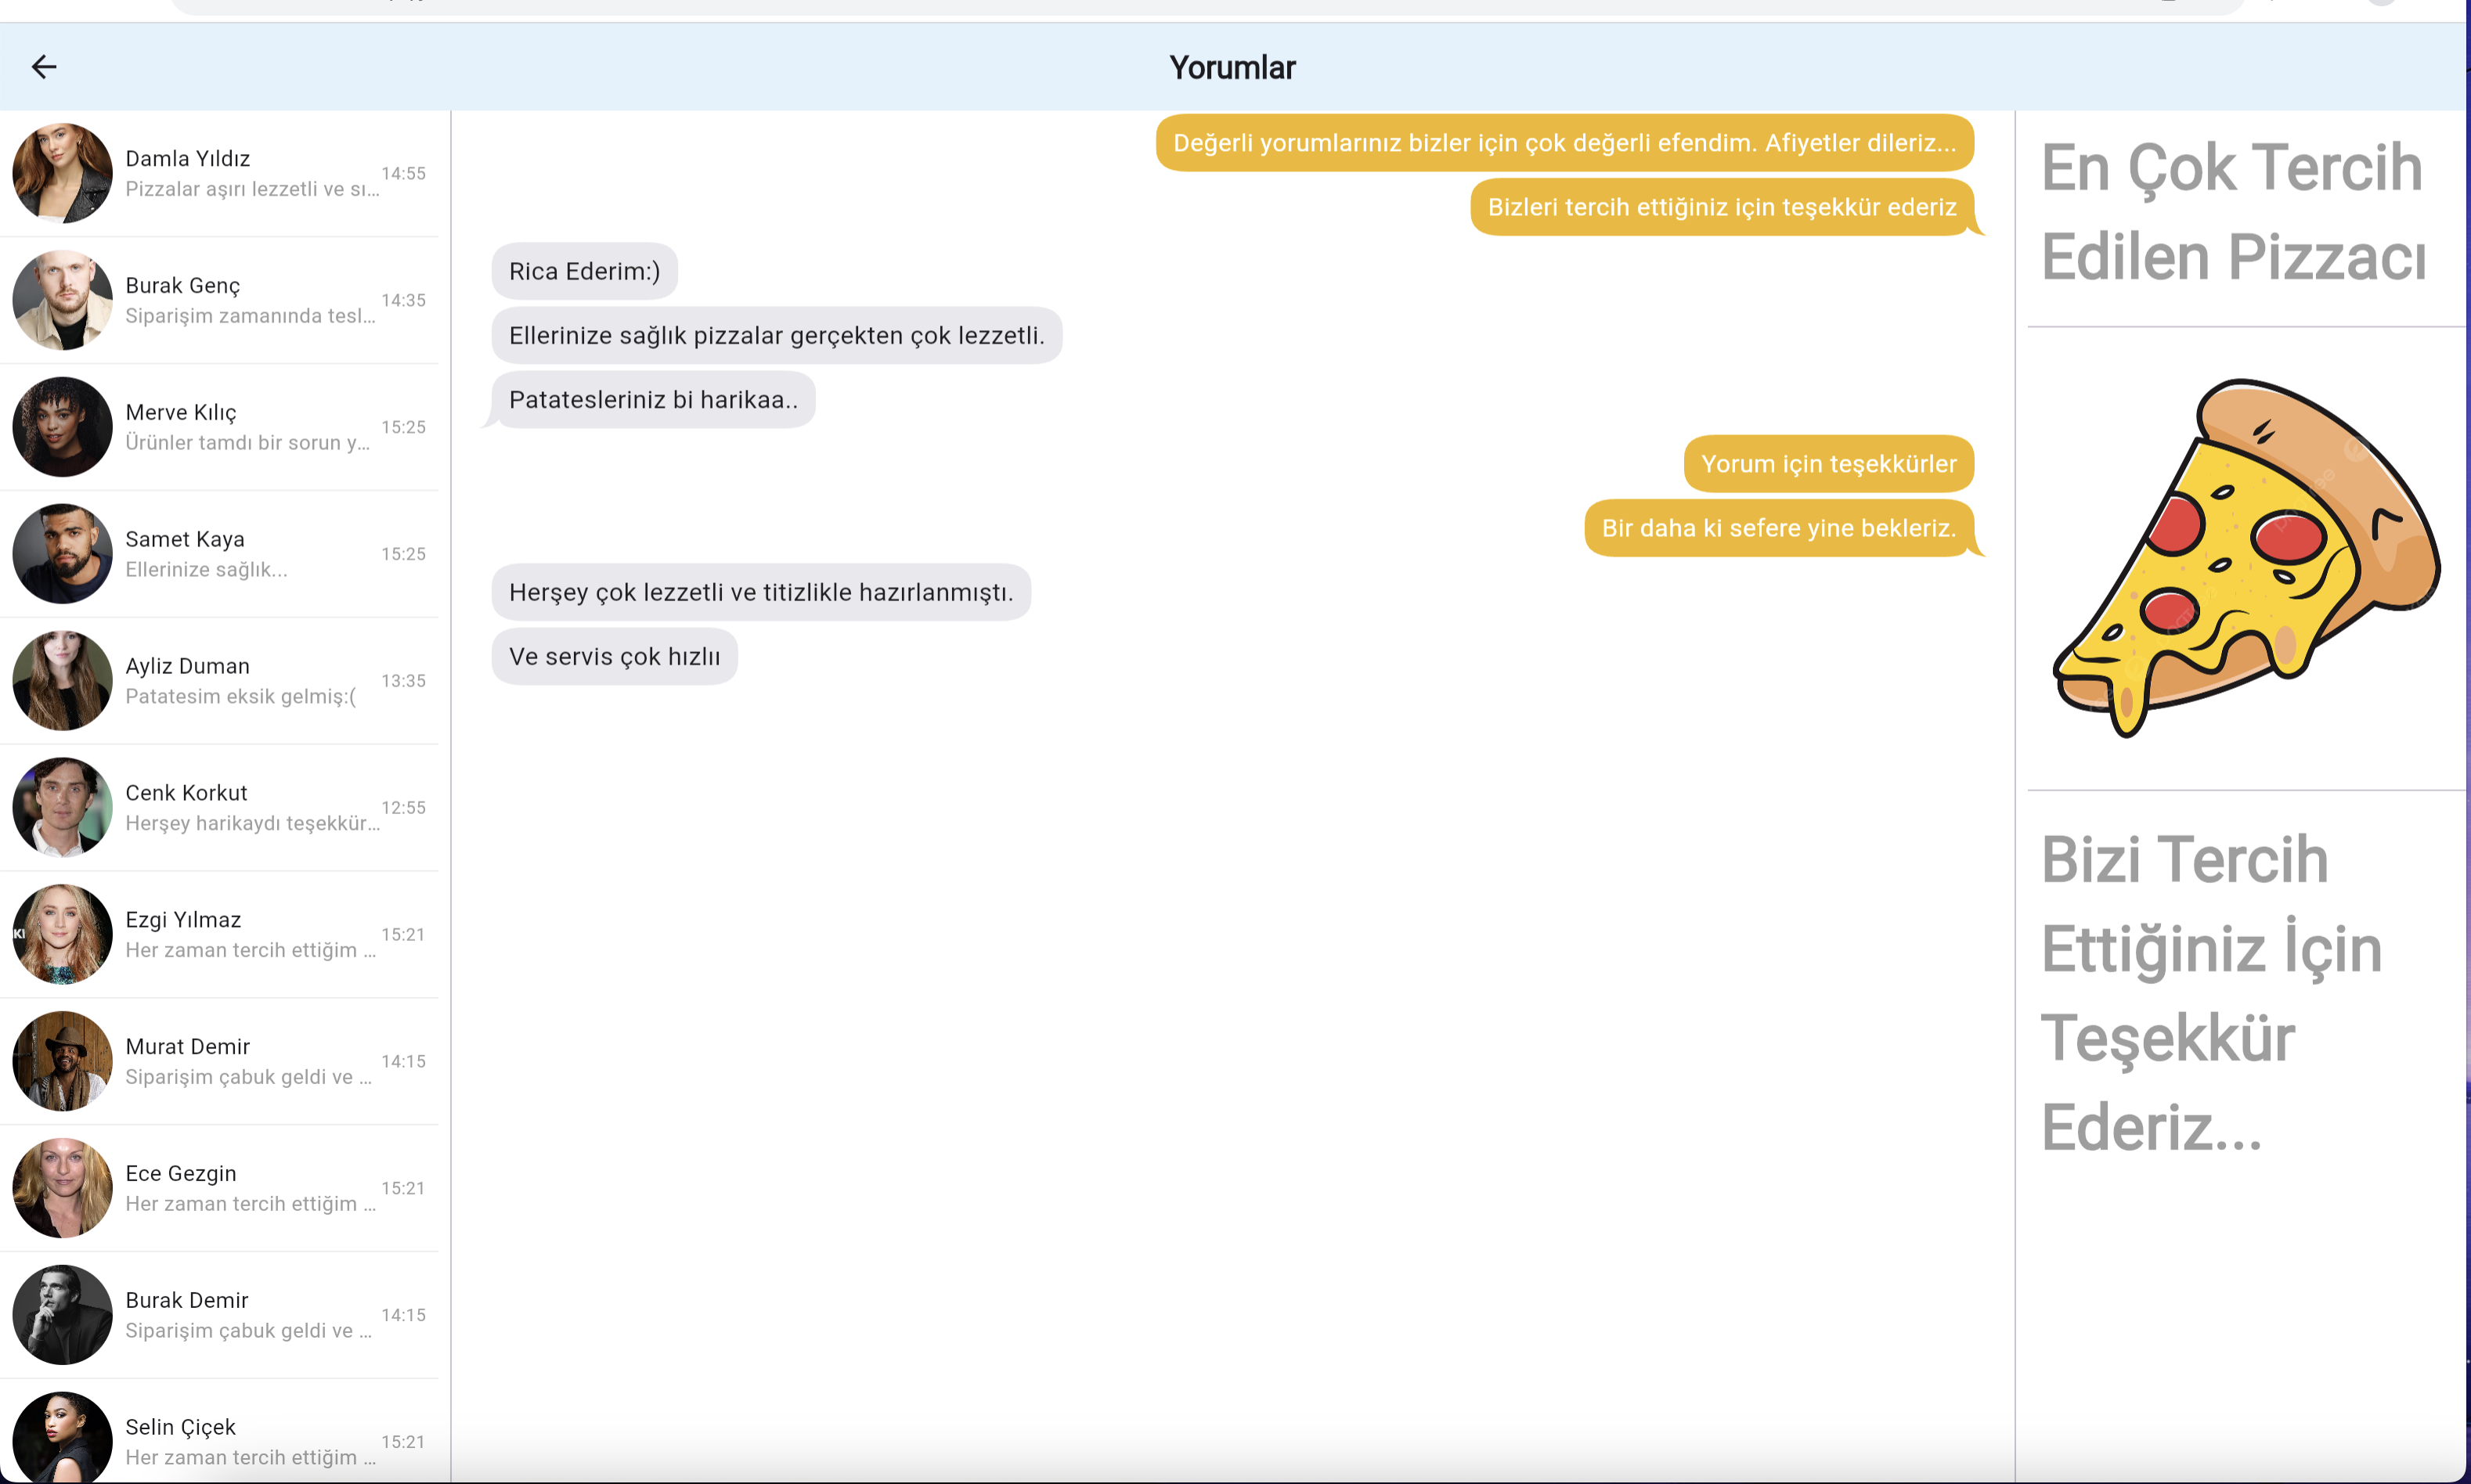 Yorumlar
Damla Yıldız
Pizzalar aşırı lezzetli ve sı...
14:55
Burak Genç
Siparişim zamanında tesl...
14:35
Merve Kılıç
Ürünler tamdı bir sorun y...
15:25
Samet Kaya
Ellerinize sağlık...
15:25
Ayliz Duman
Patatesim eksik gelmiş:(
13:35
Cenk Korkut
Herşey harikaydı teşekkür...
12:55
Ezgi Yılmaz
Her zaman tercih ettiğim ...
15:21
Murat Demir
Siparişim çabuk geldi ve ...
14:15
Ece Gezgin
Her zaman tercih ettiğim ...
15:21
Burak Demir
Siparişim çabuk geldi ve ...
14:15
Selin Çiçek
Her zaman tercih ettiğim ...
15:21
Değerli yorumlarınız bizler için çok değerli efendim. Afiyetler dileriz...
Bizleri tercih ettiğiniz için teşekkür ederiz
Rica Ederim:)
Ellerinize sağlık pizzalar gerçekten çok lezzetli.
Patatesleriniz bi harikaa..
Yorum için teşekkürler
Bir daha ki sefere yine bekleriz.
Herşey çok lezzetli ve titizlikle hazırlanmıştı.
Ve servis çok hızlıı
En Çok Tercih
Edilen Pizzacı
Bizi Tercih
Ettiğiniz İçin
Teşekkür
Ederiz...